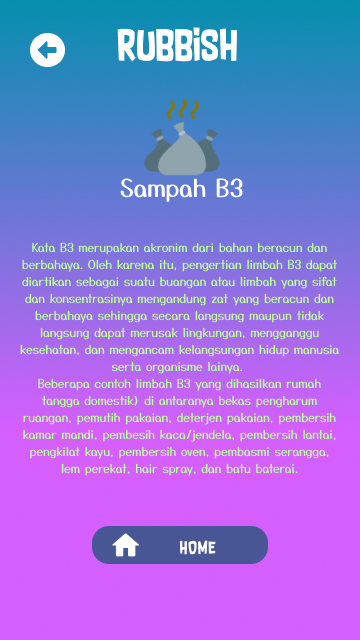 RUBBiSH
Sampah B3
Kata B3 merupakan akronim dari bahan beracun dan
berbahaya. Oleh karena itu, pengertian limbah B3 dapat
diartikan sebagai suatu buangan atau limbah yang sifat
dan konsentrasinya mengandung zat yang beracun dan
berbahaya sehingga secara langsung maupun tidak
langsung dapat merusak lingkungan, mengganggu
kesehatan, dan mengancam kelangsungan hidup manusia
serta organisme lainya.
Beberapa contoh limbah B3 yang dihasilkan rumah
tangga domestik) di antaranya bekas pengharum
ruangan, pemutih pakaian, deterjen pakaian, pembersih
kamar mandi, pembesih kaca/jendela, pembersih lantai,
pengkilat kayu, pembersih oven, pembasmi serangga,
lem perekat, hair spray, dan batu baterai.
HOME